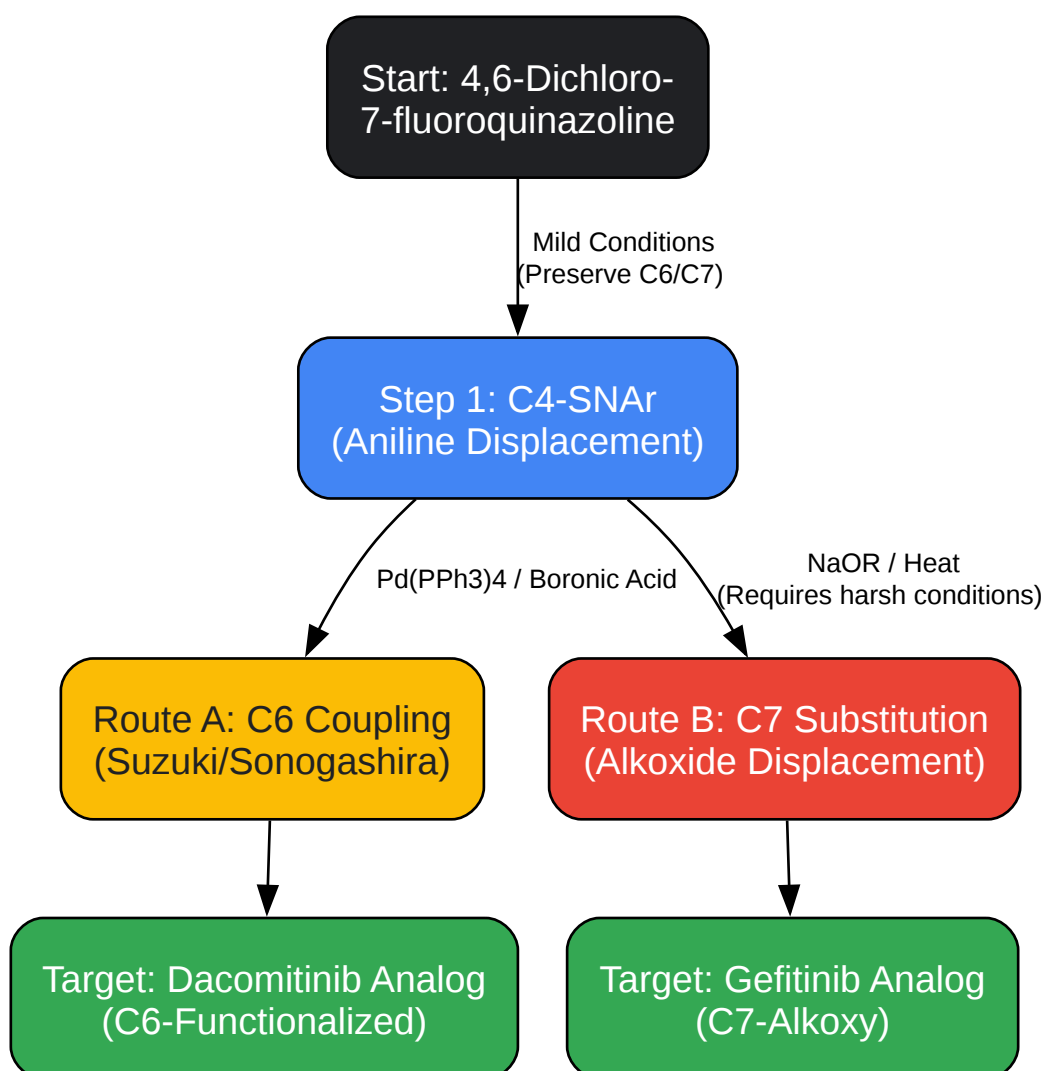 Start: 4,6-Dichloro-
7-fluoroquinazoline
Mild Conditions
(Preserve C6/C7)
Step 1: C4-SNAr
(Aniline Displacement)
Pd(PPh3)4 / Boronic Acid
NaOR / Heat
(Requires harsh conditions)
Route A: C6 Coupling
(Suzuki/Sonogashira)
Route B: C7 Substitution
(Alkoxide Displacement)
Target: Dacomitinib Analog
(C6-Functionalized)
Target: Gefitinib Analog
(C7-Alkoxy)